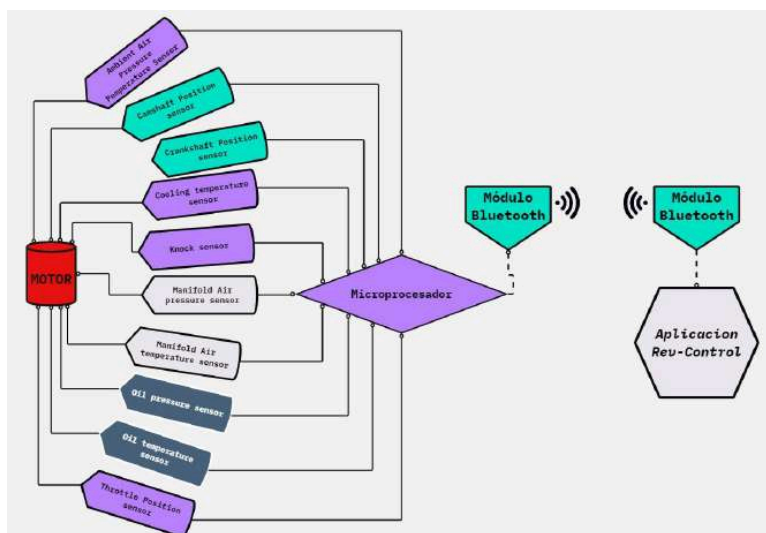 Ambient Air
Pressure
Temperature Sensor
Camshaft Position
sensor
Crankshaft Position
sensor
Cooling temperature
sensor
Knock sensor
MOTOR
Manifold Air
pressure sensor
Manifold Air
temperature sensor
Oil pressure sensor
Oil temperature
sensor
Throttle Position
sensor
Microprocesador
Módulo
Bluetooth
Módulo
Bluetooth
Aplicacion
Rev-Control